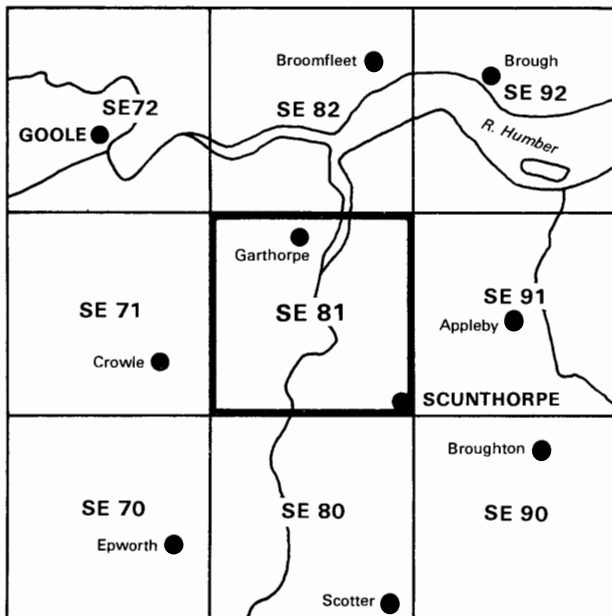 Broomfleet
Brough
SE72
SE 82
SE 92
GOOLE
R. Humber
Garthorpe
SE 71
SE 81
SE 91
Appleby
Crowle
SCUNTHORPE
Broughton
SE 70
SE 80
SE 90
Epworth
Scotter